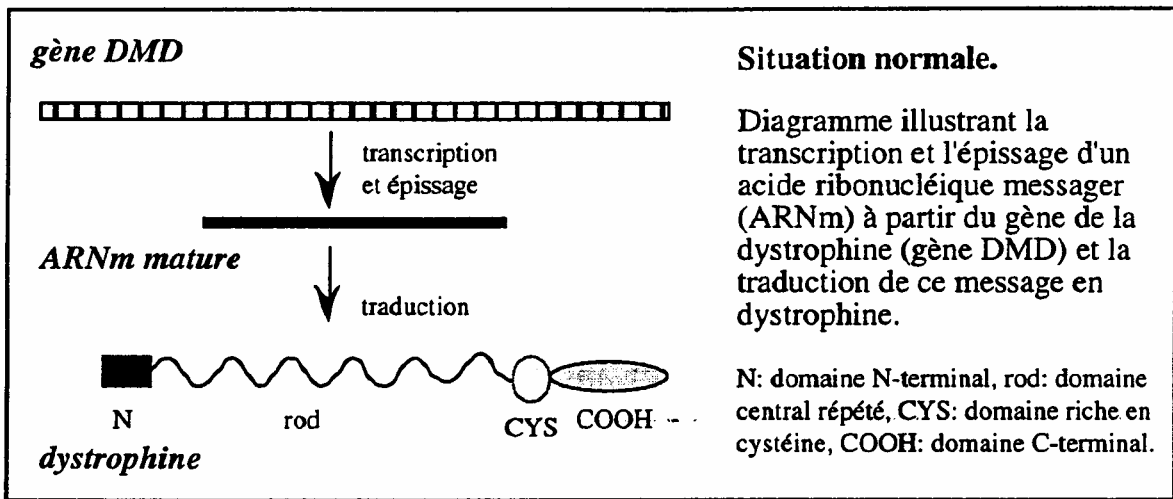 gène DMD
transcription
et épissage
ARNm mature
traduction
N
rod
CYS
COOH
dystrophine
Situation normale.
Diagramme illustrant la
transcription et l'épissage d'un
acide ribonucléique messager
(ARNm) à partir du gène de la
dystrophine (gène DMD) et la
traduction de ce message en
dystrophine.
N: domaine N-terminal, rod: domaine
central répété, CYS: domaine riche en
cystéine, COOH: domaine C-terminal.